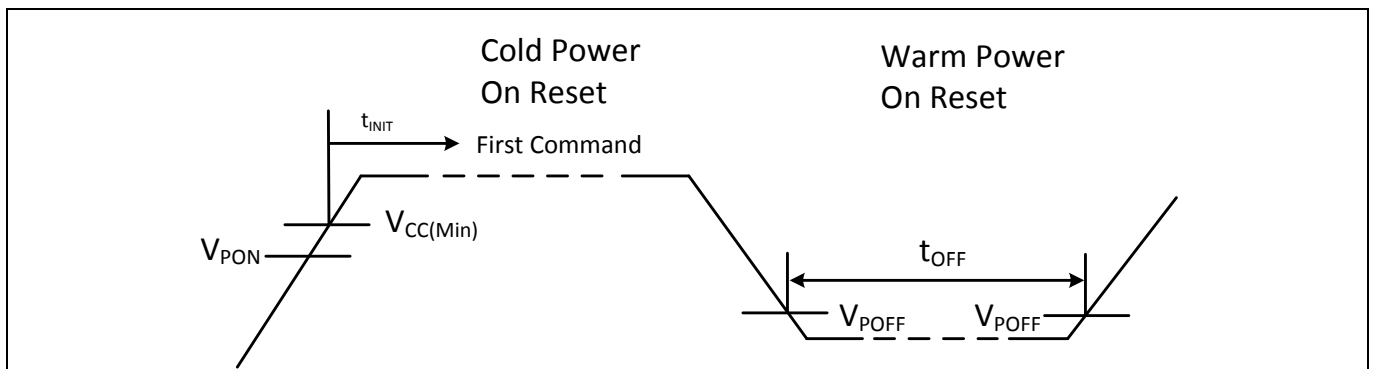 Cold Power
On Reset
Warm Power
On Reset
tINIT
First Command
VCC(Min)
VPON
tOFF
VPOFF
VPOFF